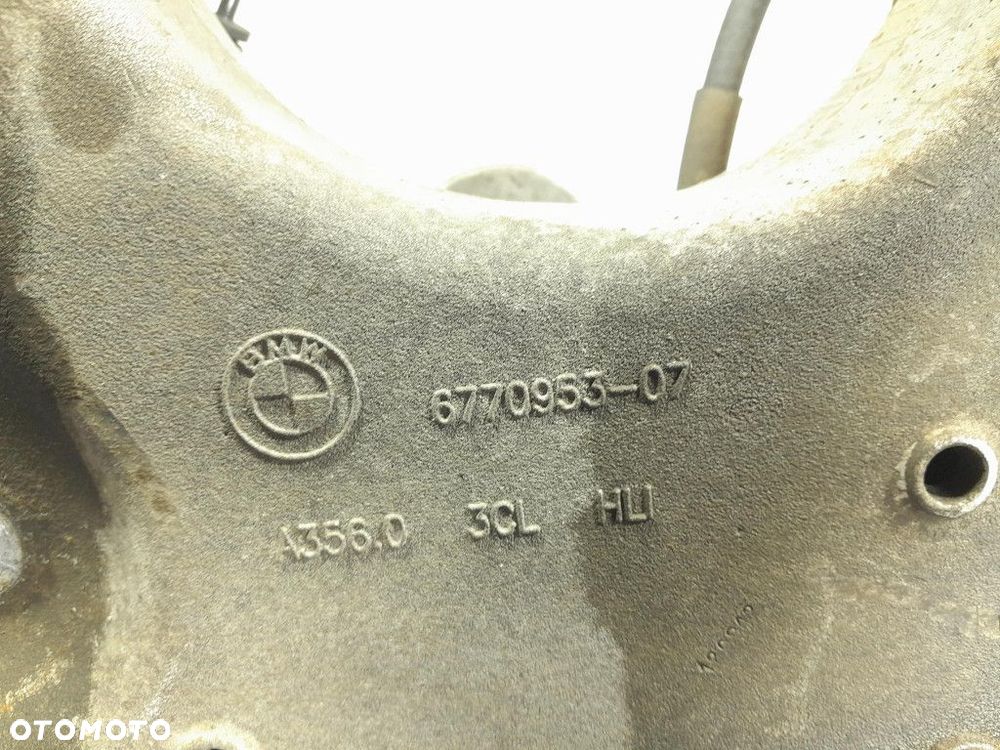 BMW
6770953-07
A356.0 3CL HLI
OTOMOTO